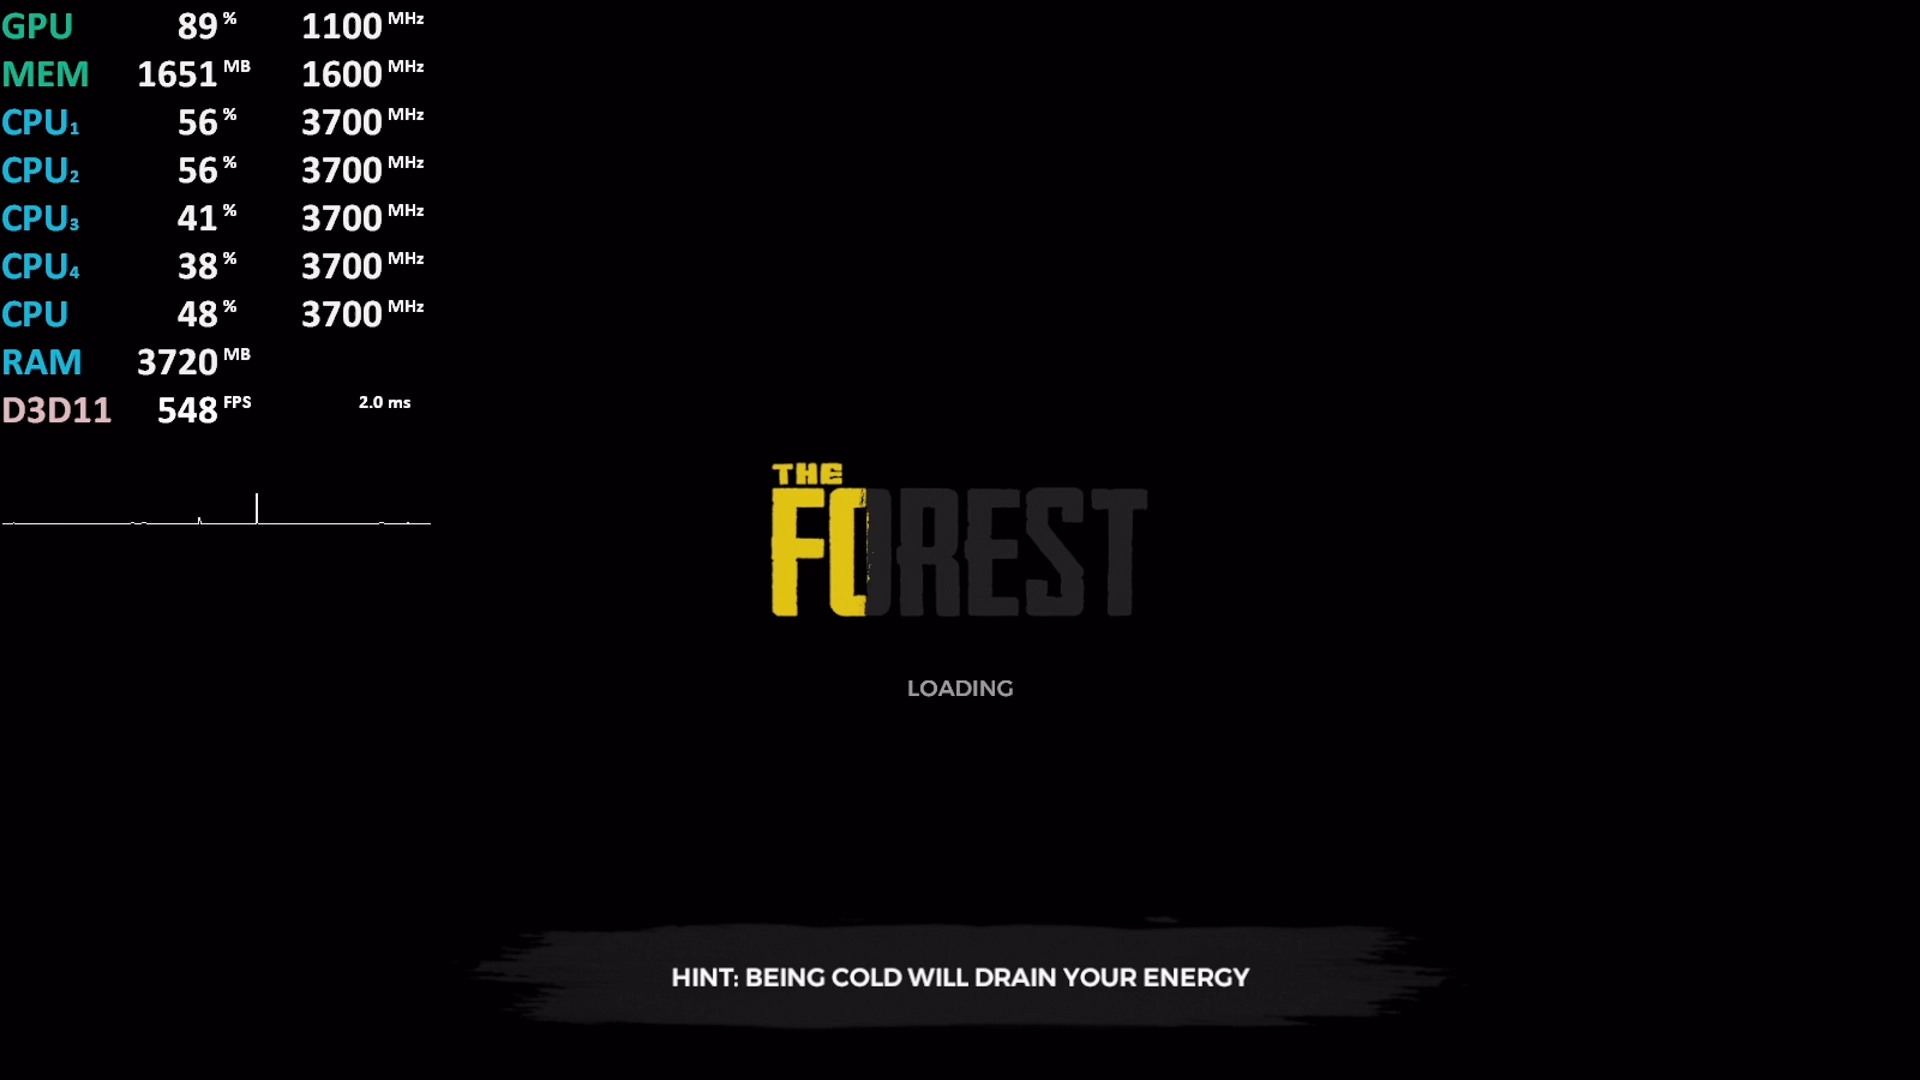 GPU 89 % 1100 MHz
MEM 1651 MB 1600 MHz
CPU1 56 % 3700 MHz
CPU2 56 % 3700 MHz
CPU3 41 % 3700 MHz
CPU4 38 % 3700 MHz
CPU 48 % 3700 MHz
RAM 3720 MB
D3D11 548 FPS 2.0 ms
THE
FOREST
LOADING
HINT: BEING COLD WILL DRAIN YOUR ENERGY